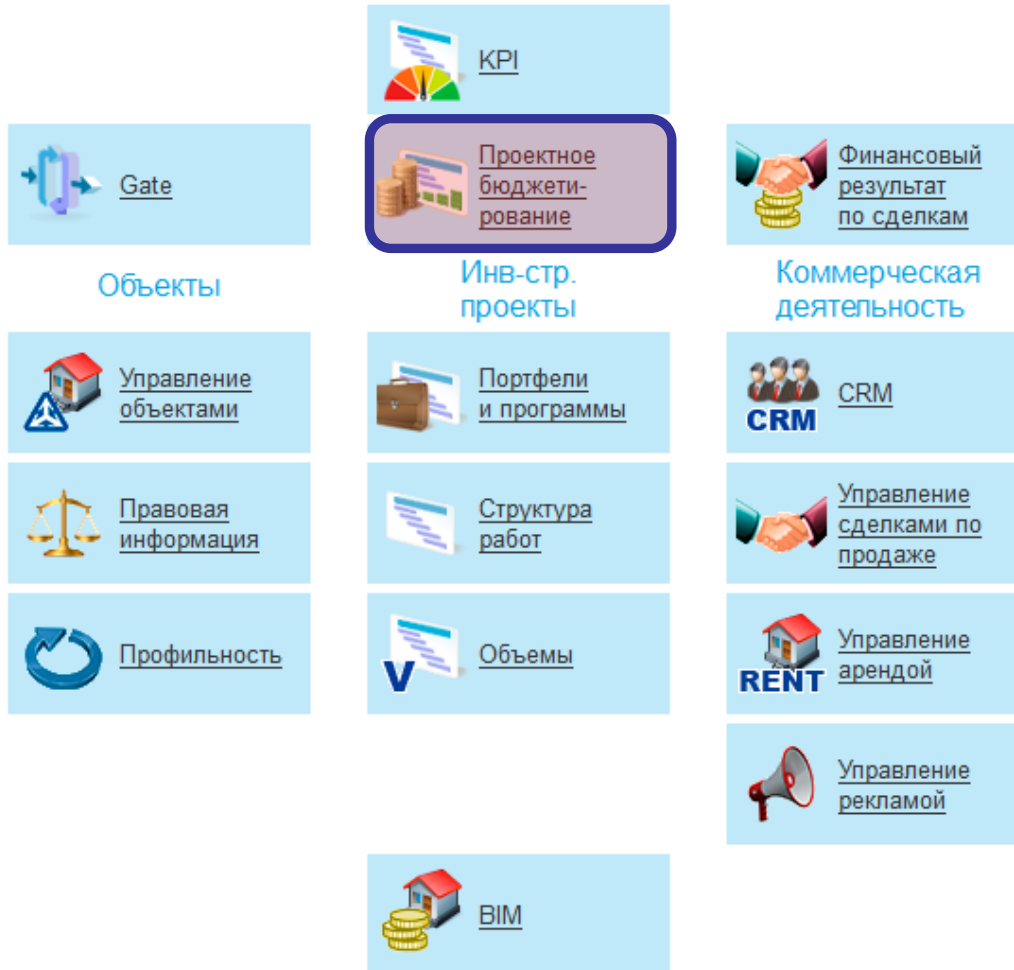 KPI
Gate
Проектное
бюджети-
рование
Финансовый
результат
по сделкам
Объекты
Инв-стр.
проекты
Коммерческая
деятельность
Управление
объектами
Портфели
и программы
CRM
CRM
Правовая
информация
Структура
работ
Управление
сделками по
продаже
Профильность
V
Объемы
RENT
Управление
арендой
Управление
рекламой
BIM